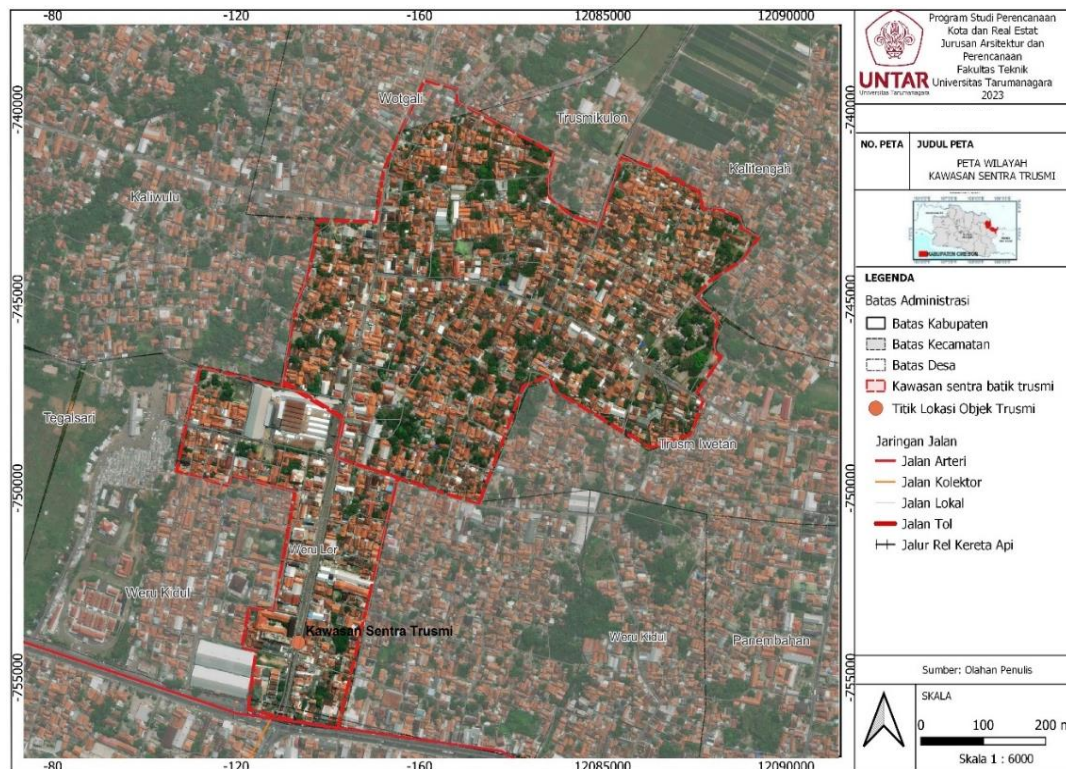 -80 -120 -160 12085000 12090000
Program Studi Perencanaan
Kota dan Real Estat
Jurusan Arsitektur dan
Perencanaan
Fakultas Teknik
Universitas Tarumanagara
2023
UNTAR
Universitas Tarumanagara
NO. PETA
JUDUL PETA
PETA WILAYAH
KAWASAN SENTRA TRUSMI
KABUPATEN CIREBON
LEGENDA
Batas Administrasi
Batas Kabupaten
Batas Kecamatan
Batas Desa
Kawasan sentra batik trusmi
Titik Lokasi Objek Trusmi
Jaringan Jalan
Jalan Arteri
Jalan Kolektor
Jalan Lokal
Jalan Tol
Jalur Rel Kereta Api
Sumber: Olahan Penulis
SKALA
0 100 200 m
Skala 1 : 6000
-740000
-745000
-750000
-755000
Wotgali
Trusmikulon
Kalitengah
Kaliwulu
Tegalsari
Trusm Iwetan
Weru Lor
Weru Kidul
Kawasan Sentra Trusmi
Weru Kidul
Panembahan
-740000
-745000
-750000
-755000
-80 -120 -160 12085000 12090000